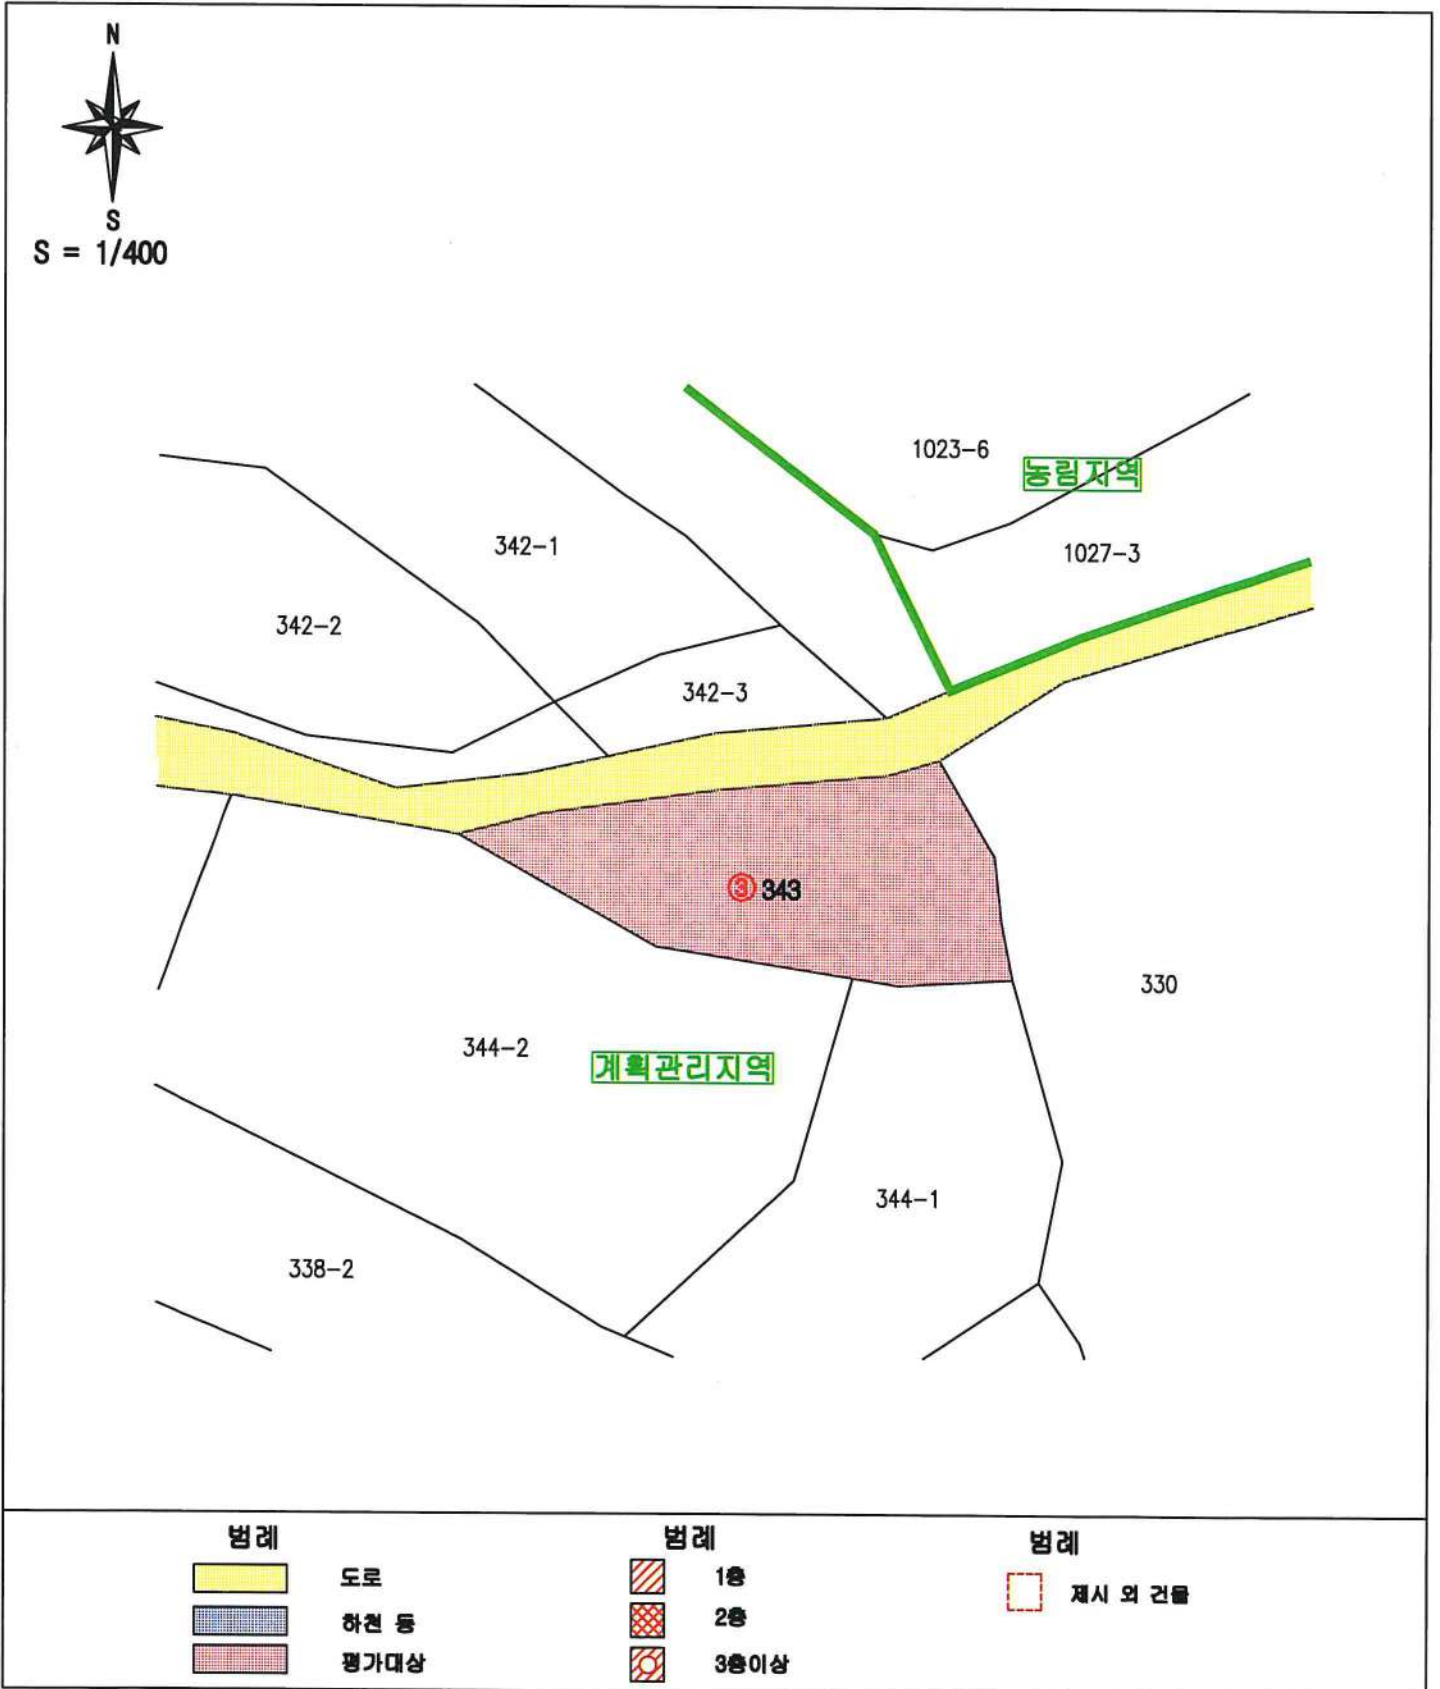 N
S
S = 1/400
1023-6
농림지역
342-1
1027-3
342-2
342-3
③ 343
330
344-2
계획관리지역
344-1
338-2
범례
도로
하천 등
평가대상
범례
1층
2층
3층이상
범례
제시 외 건물